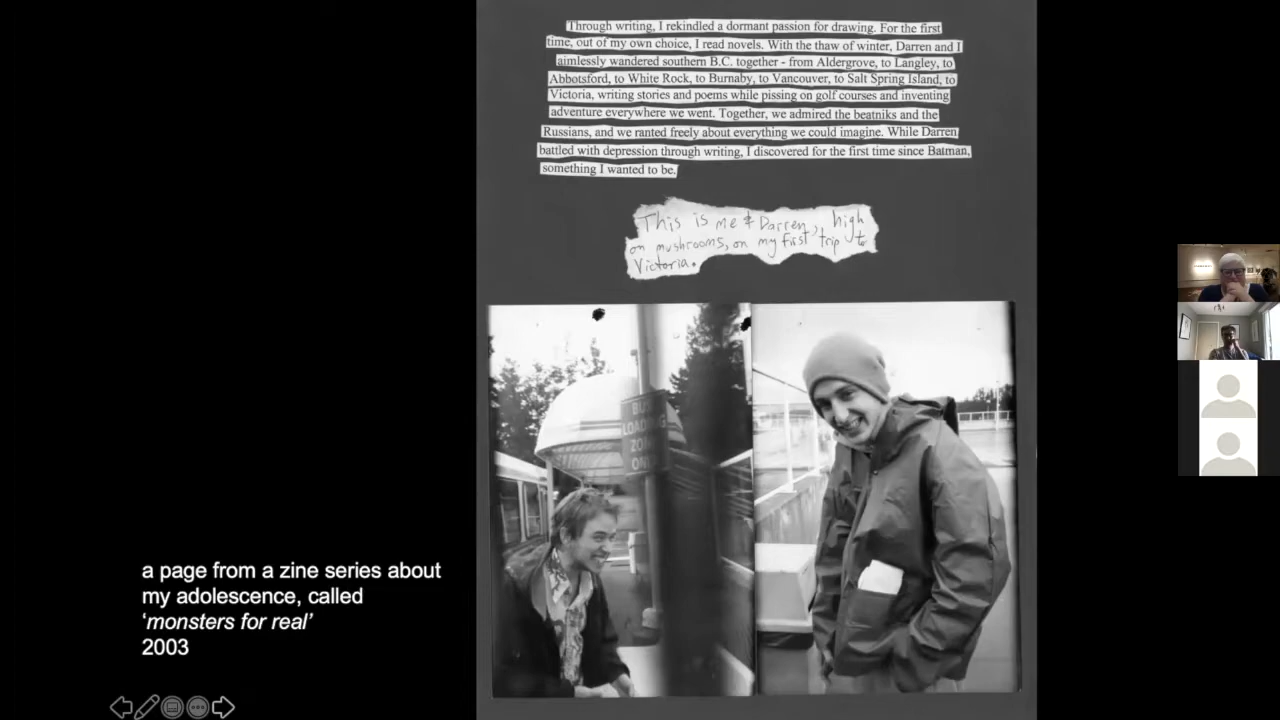 Through writing, I rekindled a dormant passion for drawing. For the first
time, out of my own choice, I read novels. With the thaw of winter, Darren and I
aimlessly wandered southern B.C. together - from Aldergrove, to Langley, to
Abbotsford, to White Rock, to Burnaby, to Vancouver, to Salt Spring Island, to
Victoria, writing stories and poems while pissing on golf courses and inventing
adventure everywhere we went. Together, we admired the beatniks and the
Russians, and we ranted freely about everything we could imagine. While Darren
battled with depression through writing, I discovered for the first time since Batman,
something I wanted to be.
This is me & Darren, high
on mushrooms, on my first trip to
Victoria.
BUS
LOADING
ZONE
ONLY
a page from a zine series about
my adolescence, called
‘monsters for real’
2003